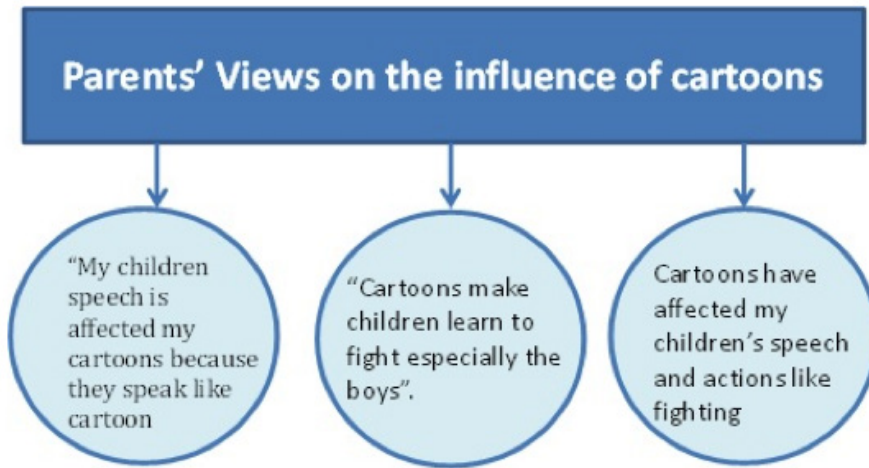 Parents’ Views on the influence of cartoons
“My children
speech is
affected my
cartoons because
they speak like
cartoon
“Cartoons make
children learn to
fight especially the
boys”.
Cartoons have
affected my
children’s speech
and actions like
fighting